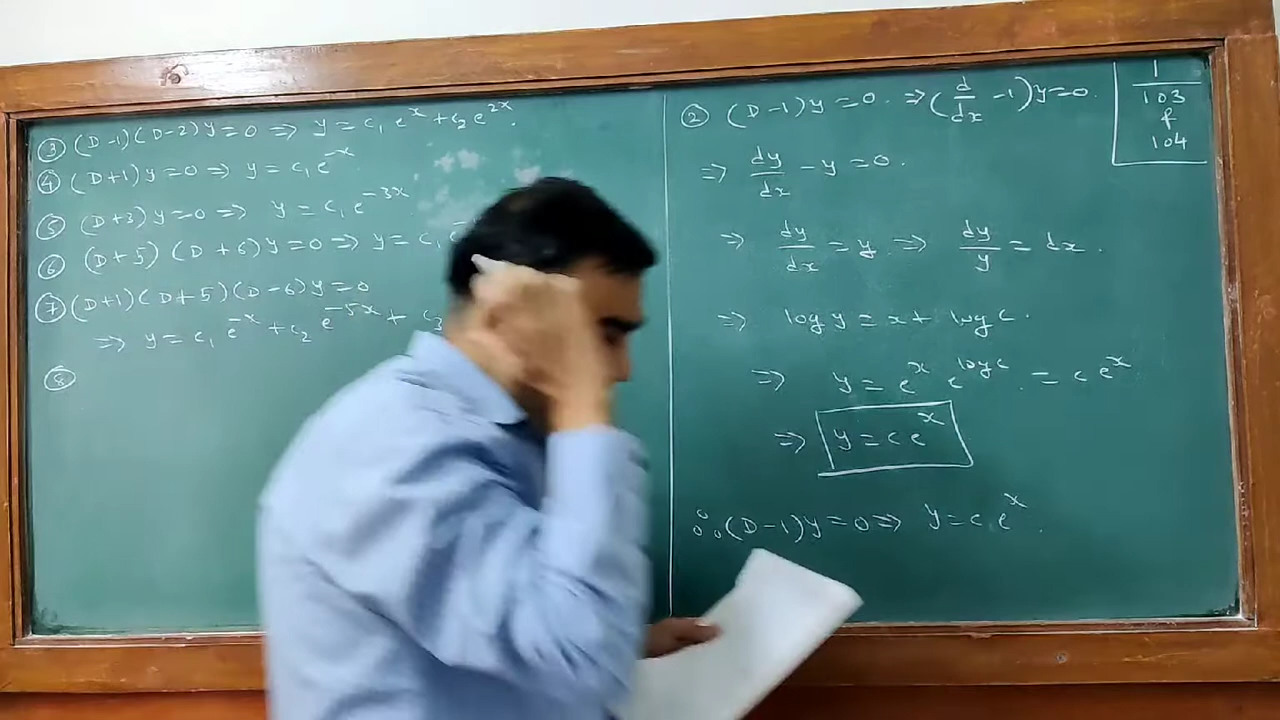 ③ (D-1)(D-2)y=0 ⇒ y = c₁ eˣ + c₂ e²ˣ.
④ (D+1)y=0 ⇒ y = c₁ e⁻ˣ
⑤ (D+3)y=0 ⇒ y = c₁ e⁻³ˣ
⑥ (D+5) (D+6)y=0 ⇒ y = c₁ e⁻
⑦ (D+1)(D+5)(D-6)y=0
⇒ y = c₁ e⁻ˣ + c₂ e⁻⁵ˣ + c₃
⑧
② (D-1)y=0. ⇒ (d/dx -1)y=0.
⇒ dy/dx - y = 0.
⇒ dy/dx = y ⇒ dy/y = dx.
⇒ log y = x + log c.
⇒ y = eˣ e^log c. = c eˣ
⇒ y = c eˣ
∴ (D-1)y=0 ⇒ y = c₁ eˣ.
1
103
&
104